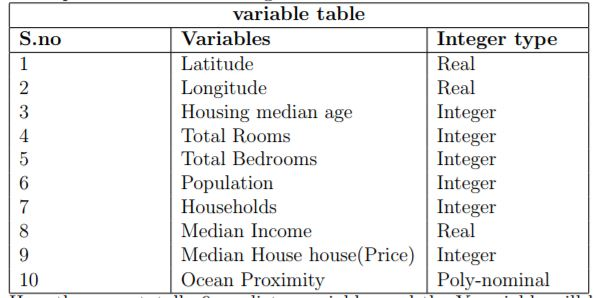 variable table
S.no Variables Integer type
1 Latitude Real
2 Longitude Real
3 Housing median age Integer
4 Total Rooms Integer
5 Total Bedrooms Integer
6 Population Integer
7 Households Integer
8 Median Income Real
9 Median House house(Price) Integer
10 Ocean Proximity Poly-nominal